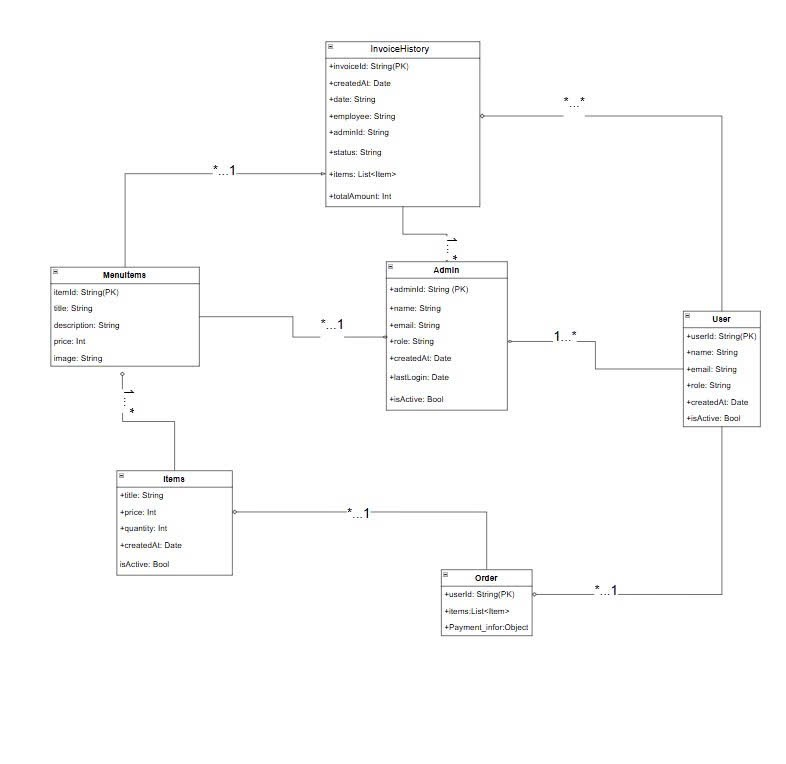 InvoiceHistory
+invoiceId: String(PK)
+createdAt: Date
+date: String
+employee: String
+adminId: String
+status: String
+items: List<Item>
+totalAmount: Int
*...*
*...1
1...*
MenuItems
itemId: String(PK)
title: String
description: String
price: Int
image: String
*...1
Admin
+adminId: String (PK)
+name: String
+email: String
+role: String
+createdAt: Date
+lastLogin: Date
+isActive: Bool
1...*
User
+userId: String(PK)
+name: String
+email: String
+role: String
+createdAt: Date
+isActive: Bool
1...*
Items
+title: String
+price: Int
+quantity: Int
+createdAt: Date
isActive: Bool
*...1
Order
+userId: String(PK)
+items:List<Item>
+Payment_infor:Object
*...1